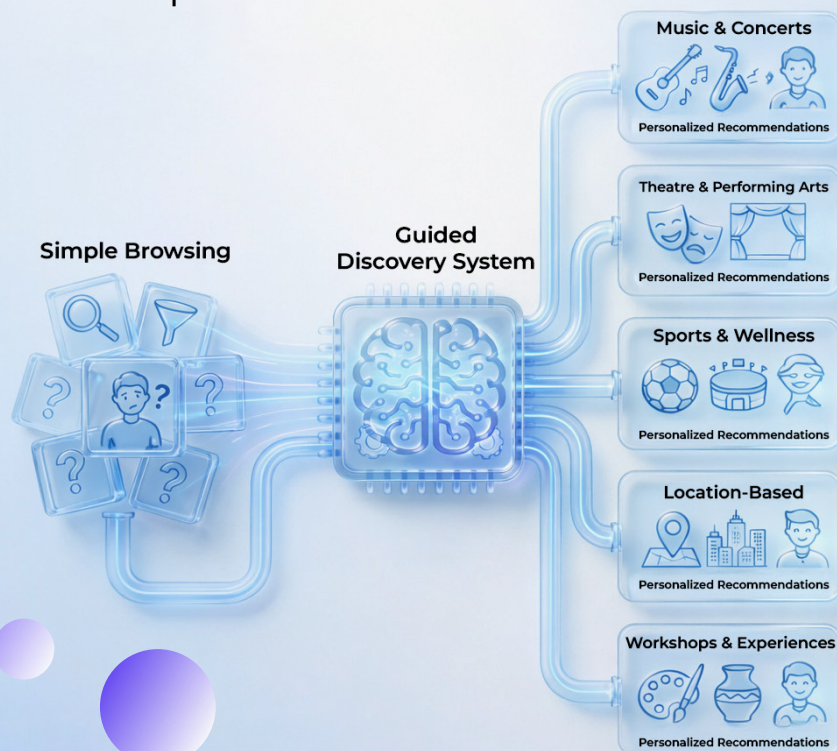 Simple Browsing
?
?
?
?
?
Guided
Discovery System
Music & Concerts
Personalized Recommendations
Theatre & Performing Arts
Personalized Recommendations
Sports & Wellness
Personalized Recommendations
Location-Based
Personalized Recommendations
Workshops & Experiences
Personalized Recommendations